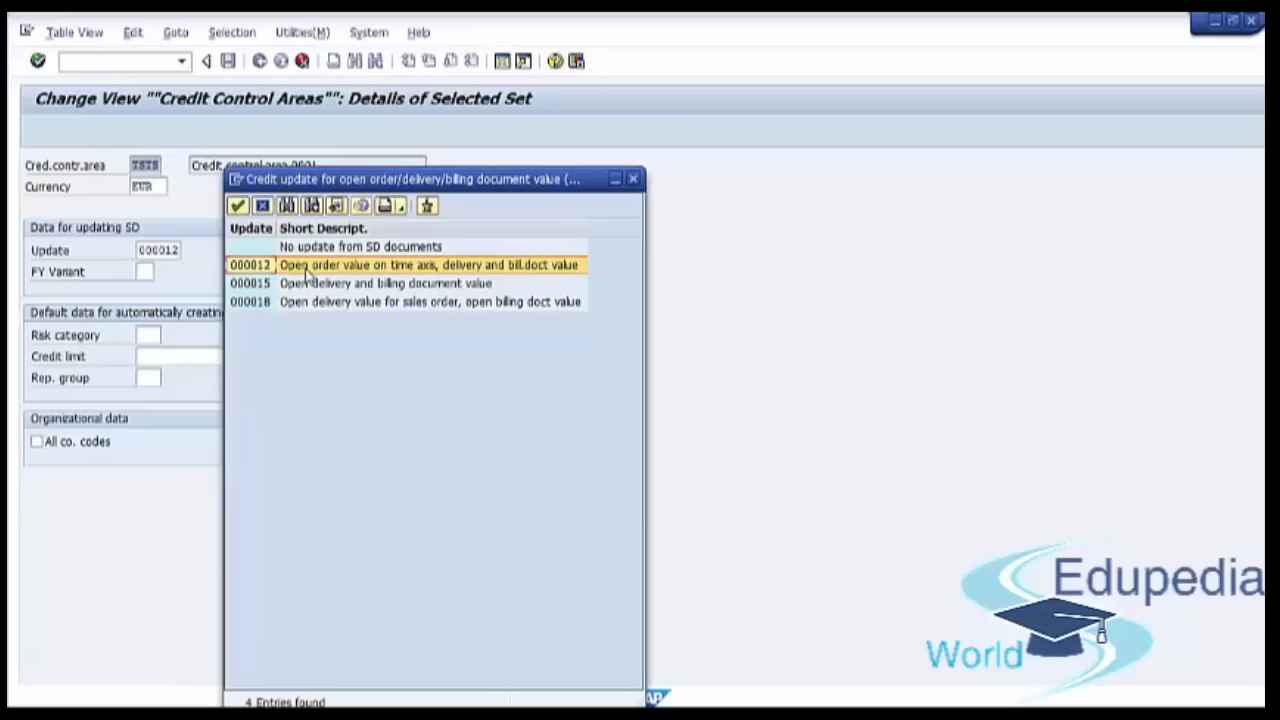 Table View Edit Goto Selection Utilities(M) System Help
Change View ""Credit Control Areas"": Details of Selected Set
Cred.contr.area TSTS Credit control area 0001
Currency EUR
Credit update for open order/delivery/billing document value (...
Data for updating SD
Update 000012
FY Variant
Default data for automatically creatin
Risk category
Credit limit
Rep. group
Organizational data
All co. codes
Update Short Descript.
No update from SD documents
000012 Open order value on time axis, delivery and bill.doct value
000015 Open delivery and billing document value
000018 Open delivery value for sales order, open billing doct value
4 Entries found
Edupedia
World